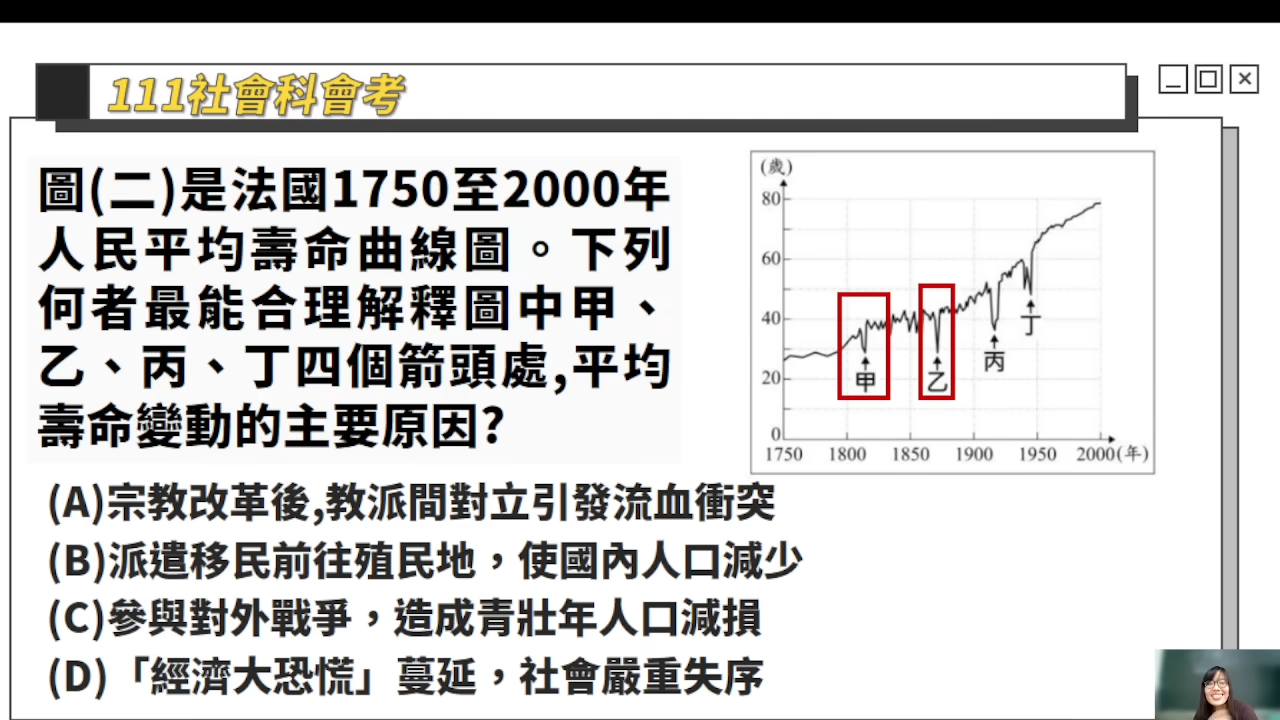 111社會科會考
圖(二)是法國1750至2000年
人民平均壽命曲線圖。下列
何者最能合理解釋圖中甲、
乙、丙、丁四個箭頭處,平均
壽命變動的主要原因?
(A)宗教改革後,教派間對立引發流血衝突
(B)派遣移民前往殖民地，使國內人口減少
(C)參與對外戰爭，造成青壯年人口減損
(D)「經濟大恐慌」蔓延，社會嚴重失序
(歲)
80
60
40
20
0
甲
乙
丙
丁
1750 1800 1850 1900 1950 2000(年)